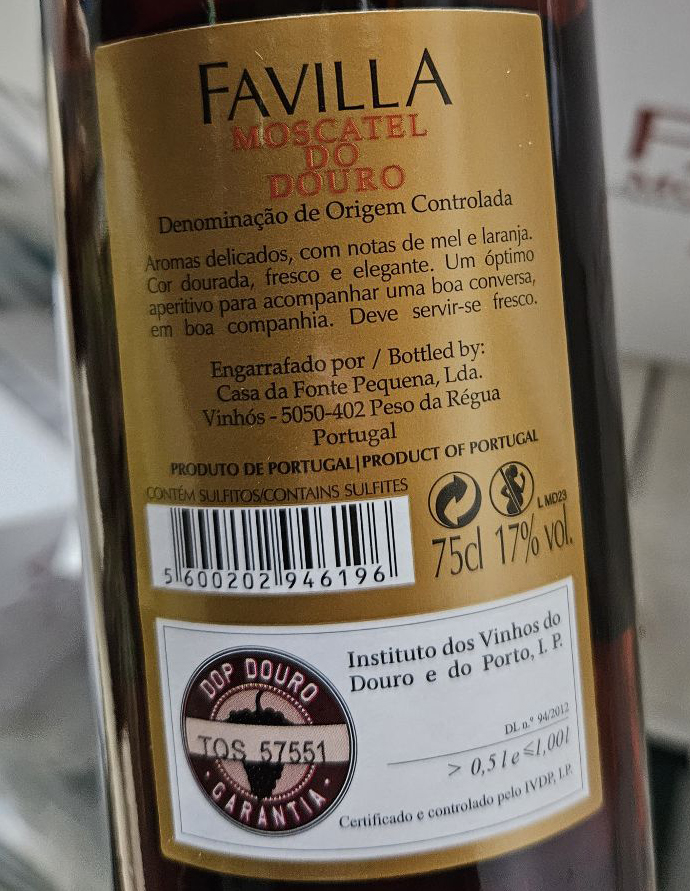 FAVILLA
MOSCATEL
DO
DOURO
Denominação de Origem Controlada
Aromas delicados, com notas de mel e laranja.
Cor dourada, fresco e elegante. Um óptimo
aperitivo para acompanhar uma boa conversa,
em boa companhia. Deve servir-se fresco.
Engarrafado por / Bottled by:
Casa da Fonte Pequena, Lda.
Vinhós - 5050-402 Peso da Régua
Portugal
PRODUTO DE PORTUGAL|PRODUCT OF PORTUGAL
CONTÉM SULFITOS/CONTAINS SULFITES
L MD23
75cl 17% vol.
5 600202 946196
Instituto dos Vinhos do
Douro e do Porto, I. P.
DOP DOURO
TOS 57551
· GARANTIA ·
DL n.º 94/2012
> 0,5 l e ≤1,00l
Certificado e controlado pelo IVDP, I.P.